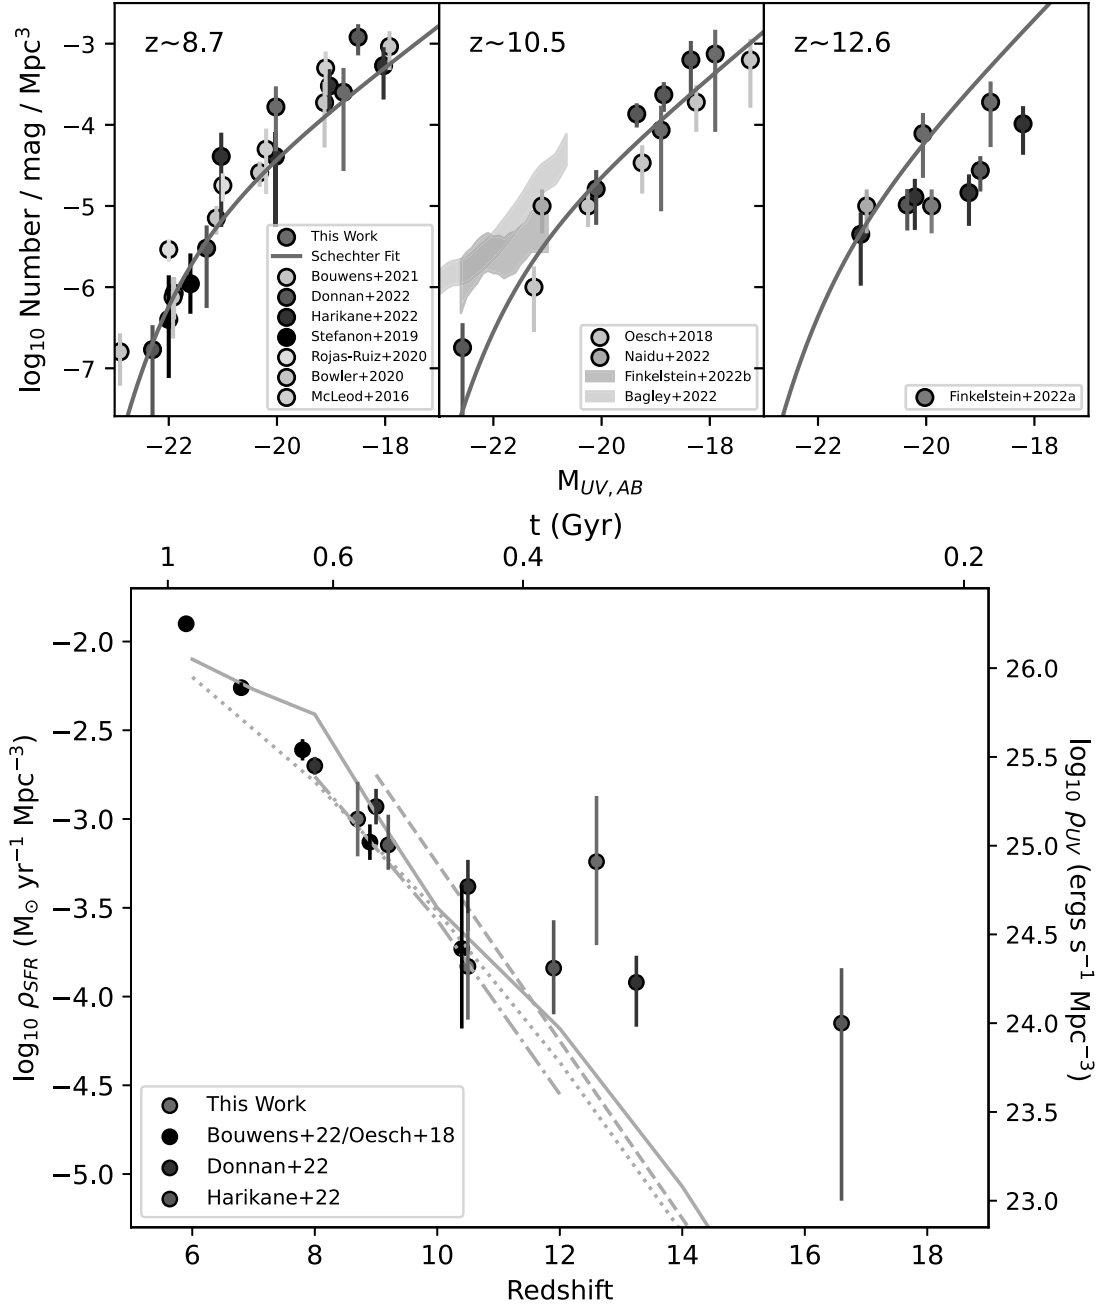 z~8.7
z~10.5
z~12.6
log₁₀ Number / mag / Mpc³
−3
−4
−5
−6
−7
This Work
Schechter Fit
Bouwens+2021
Donnan+2022
Harikane+2022
Stefanon+2019
Rojas-Ruiz+2020
Bowler+2020
McLeod+2016
Oesch+2018
Naidu+2022
Finkelstein+2022b
Bagley+2022
Finkelstein+2022a
−22 −20 −18 −22 −20 −18 −22 −20 −18
M_{UV, AB}
t (Gyr)
1 0.6 0.4 0.2
log₁₀ ρ_{SFR} (M⊙ yr⁻¹ Mpc⁻³)
−2.0
−2.5
−3.0
−3.5
−4.0
−4.5
−5.0
26.0
25.5
25.0
24.5
24.0
23.5
23.0
log₁₀ ρ_{UV} (ergs s⁻¹ Mpc⁻³)
This Work
Bouwens+22/Oesch+18
Donnan+22
Harikane+22
6 8 10 12 14 16 18
Redshift